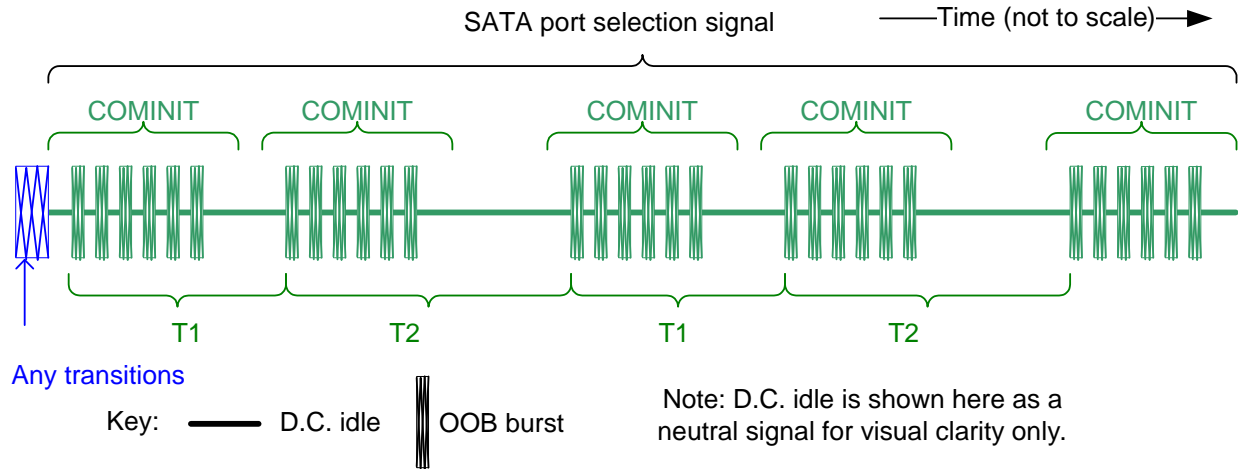 SATA port selection signal
Time (not to scale)
COMINIT COMINIT COMINIT COMINIT COMINIT
T1 T2 T1 T2
Any transitions
Key: D.C. idle OOB burst
Note: D.C. idle is shown here as a
neutral signal for visual clarity only.